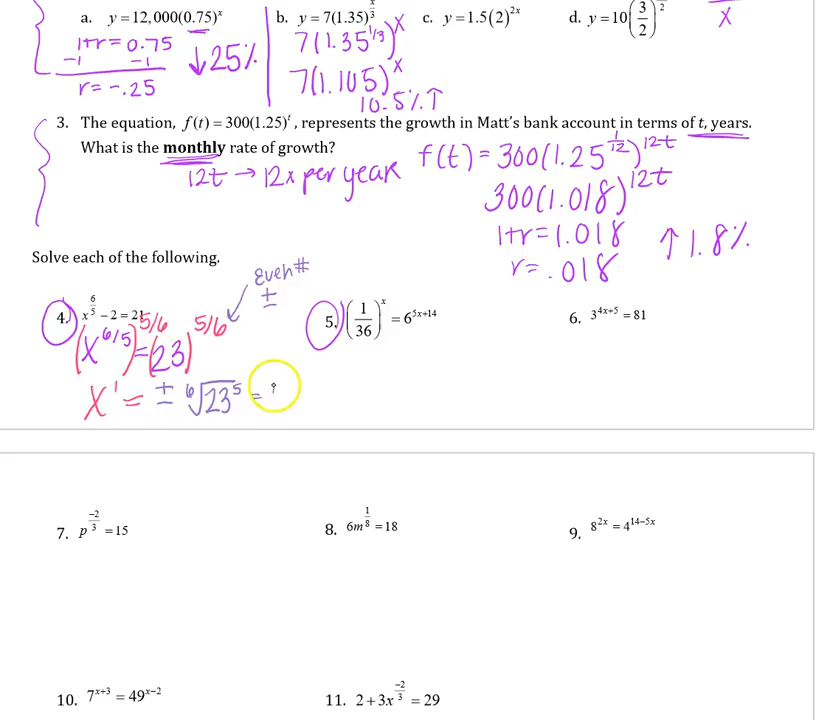 a. y = 12,000(0.75)^x b. y = 7(1.35)^(x/3) c. y = 1.5(2)^(2x) d. y = 10(3/2)
1+r = 0.75 ↓25% 7(1.35^(1/3))^x x
-1 -1 7(1.105)^x
r = -.25 10.5% ↑
3. The equation, f(t) = 300(1.25)^t, represents the growth in Matt's bank account in terms of t, years.
What is the monthly rate of growth?
12t → 12x per year f(t) = 300(1.25^(1/12))^(12t)
300(1.018)^(12t)
1+r = 1.018 ↑ 1.8%
r = .018
Solve each of the following.
Even #
±
4. x^(6/5) - 2 = 21 5. (1/36)^x = 6^(5x+14) 6. 3^(4x+5) = 81
(x^(6/5))^(5/6) = (23)^(5/6)
x^1 = ± ⁶√23^5 =
7. p^(-2/3) = 15 8. 6m^(1/8) = 18 9. 8^(2x) = 4^(14-5x)
10. 7^(x+3) = 49^(x-2) 11. 2 + 3x^(-2/3) = 29